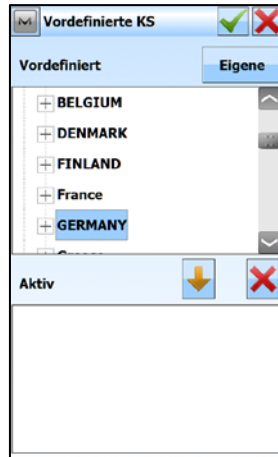 Vordefinierte KS
Vordefiniert
Eigene
BELGIUM
DENMARK
FINLAND
France
GERMANY
Aktiv